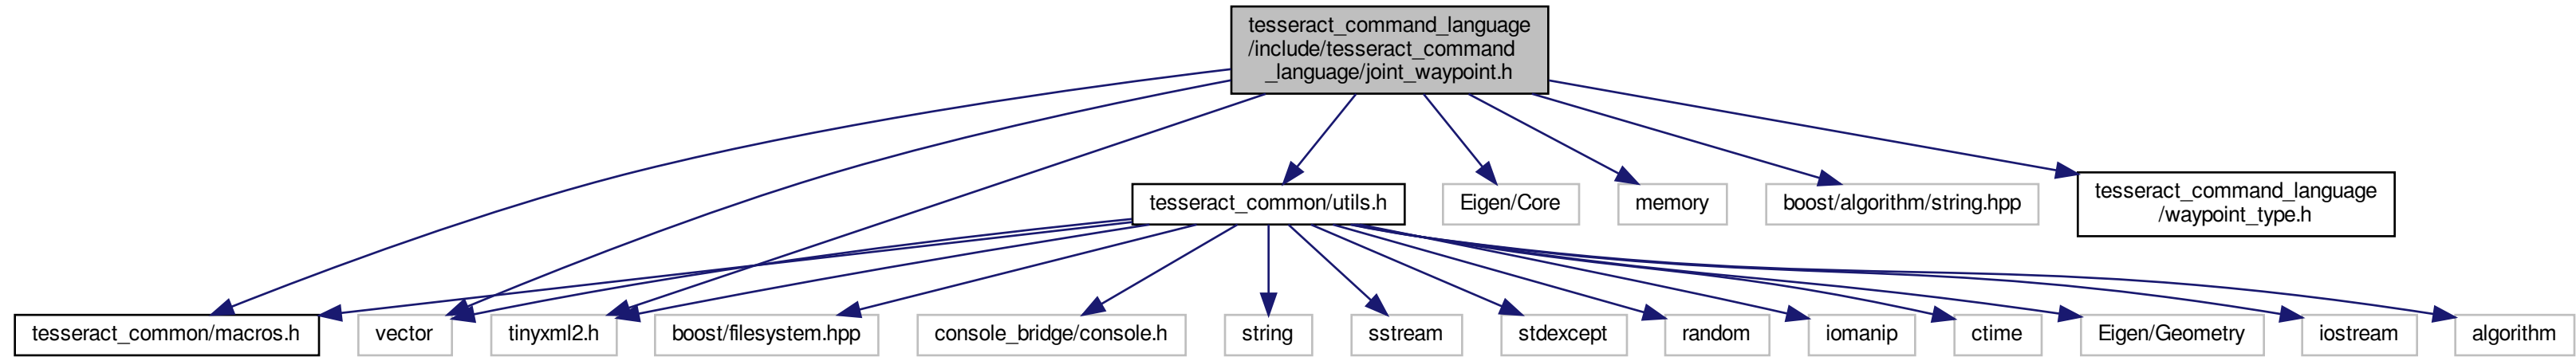 tesseract_command_language
/include/tesseract_command
_language/joint_waypoint.h
tesseract_common/utils.h
Eigen/Core
memory
boost/algorithm/string.hpp
tesseract_command_language
/waypoint_type.h
tesseract_common/macros.h
vector
tinyxml2.h
boost/filesystem.hpp
console_bridge/console.h
string
sstream
stdexcept
random
iomanip
ctime
Eigen/Geometry
iostream
algorithm